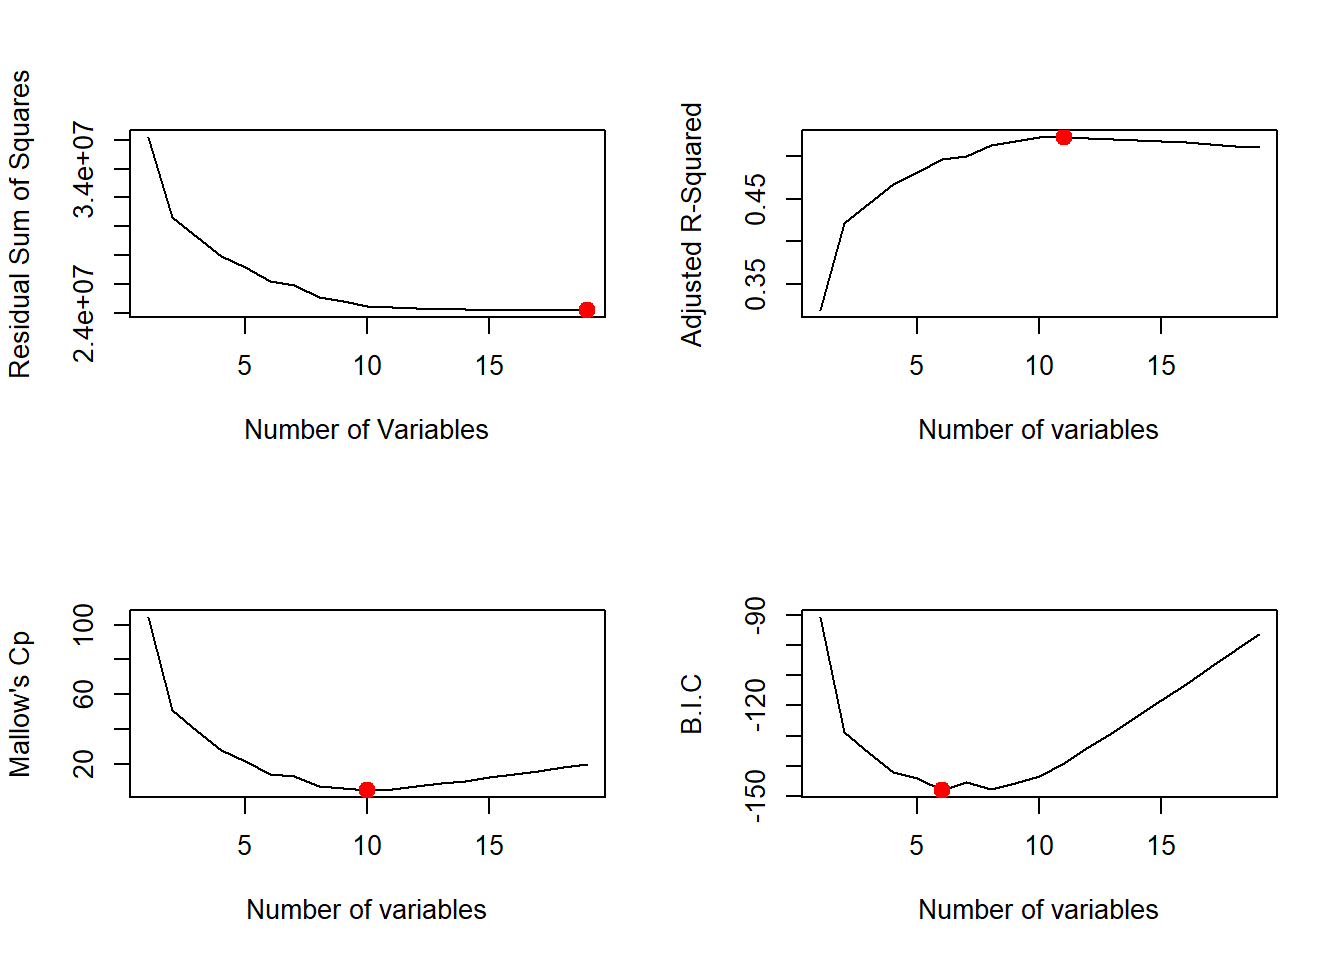 Residual Sum of Squares
2.4e+07
3.4e+07
5
10
15
Number of Variables
Adjusted R-Squared
0.35
0.45
5
10
15
Number of variables
Mallow's Cp
20
60
100
5
10
15
Number of variables
B.I.C
-150
-120
-90
5
10
15
Number of variables